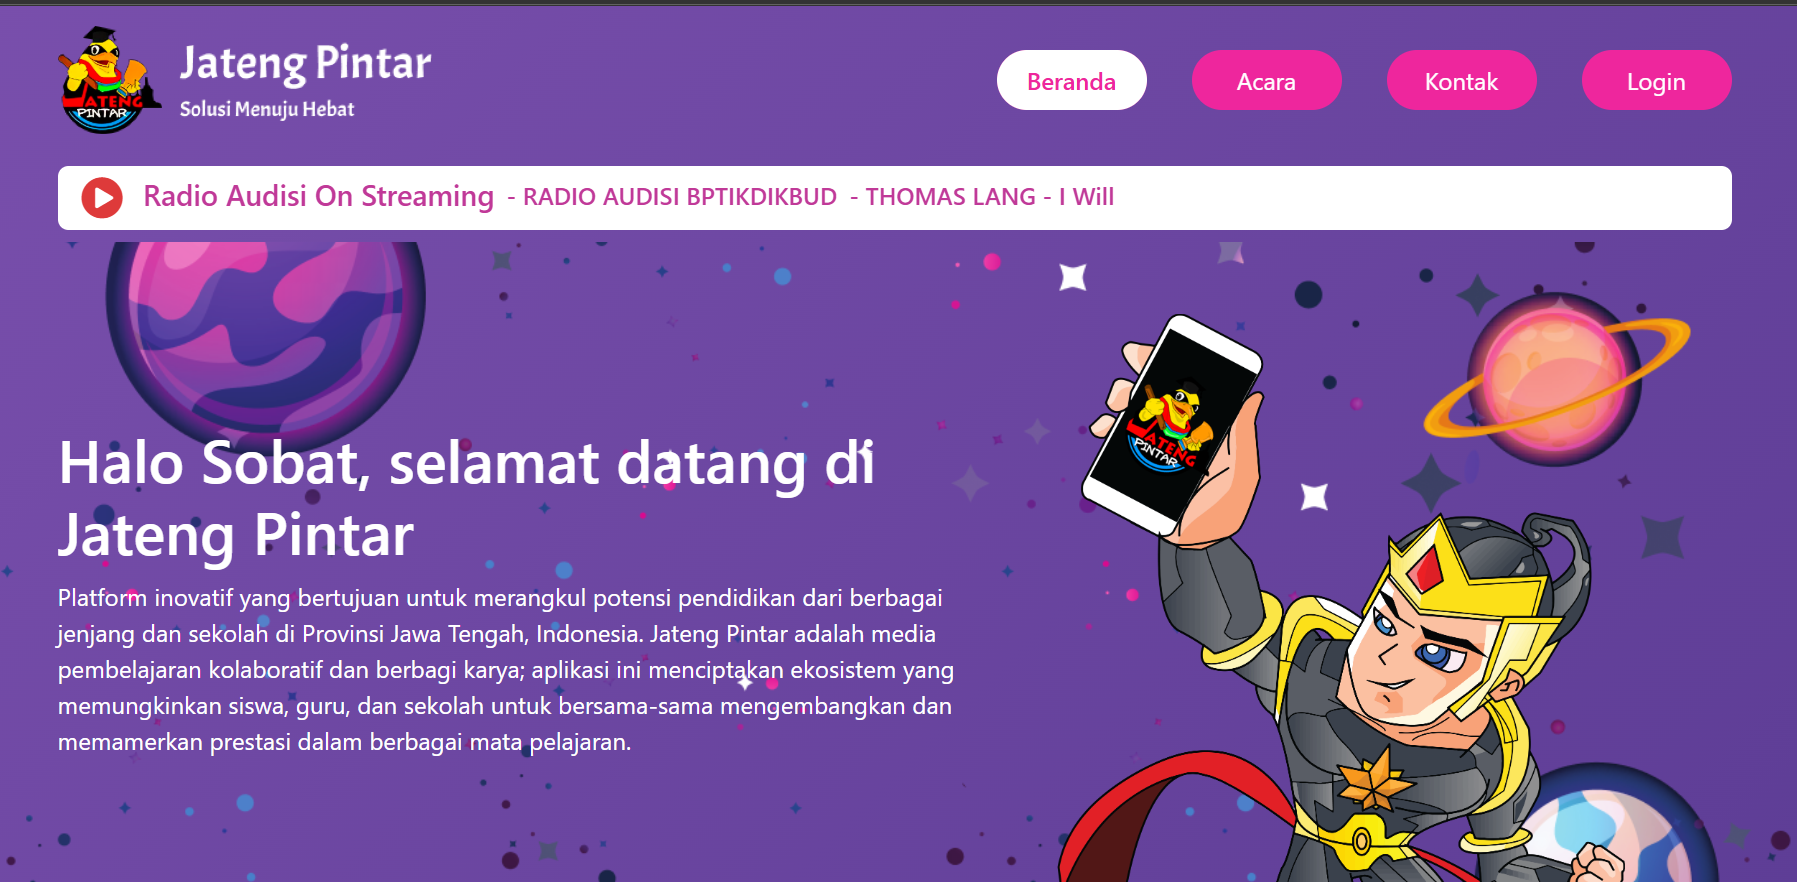 Jateng Pintar
Solusi Menuju Hebat
JATENG
PINTAR
Beranda
Acara
Kontak
Login
Radio Audisi On Streaming - RADIO AUDISI BPTIKDIKBUD - THOMAS LANG - I Will
Halo Sobat, selamat datang di
Jateng Pintar
Platform inovatif yang bertujuan untuk merangkul potensi pendidikan dari berbagai
jenjang dan sekolah di Provinsi Jawa Tengah, Indonesia. Jateng Pintar adalah media
pembelajaran kolaboratif dan berbagi karya; aplikasi ini menciptakan ekosistem yang
memungkinkan siswa, guru, dan sekolah untuk bersama-sama mengembangkan dan
memamerkan prestasi dalam berbagai mata pelajaran.
JATENG
PINTAR